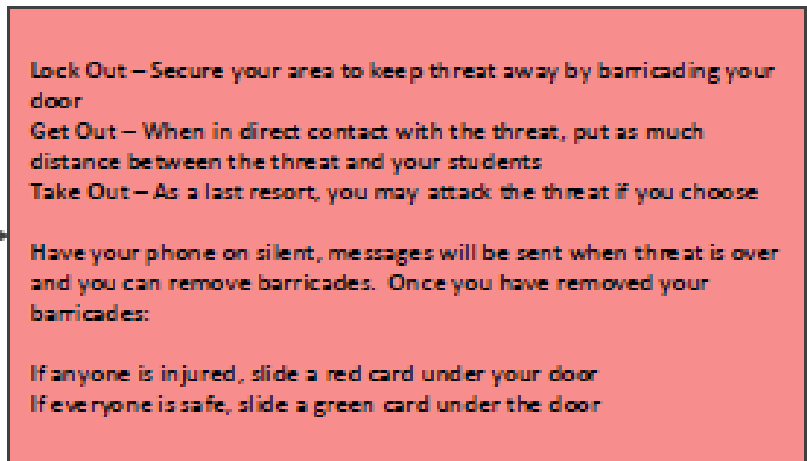 Lock Out – Secure your area to keep threat away by barricading your
door
Get Out – When in direct contact with the threat, put as much
distance between the threat and your students
Take Out – As a last resort, you may attack the threat if you choose
Have your phone on silent, messages will be sent when threat is over
and you can remove barricades.  Once you have removed your
barricades:
If anyone is injured, slide a red card under your door
If everyone is safe, slide a green card under the door